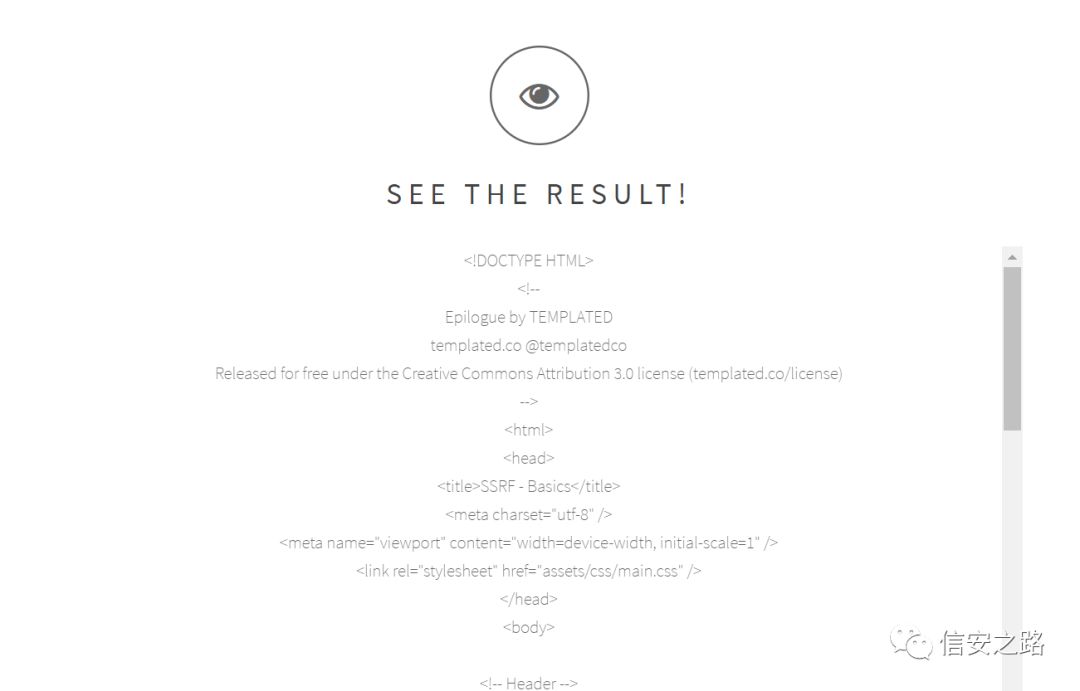 SEE THE RESULT!
<!DOCTYPE HTML>
<!--
Epilogue by TEMPLATED
templated.co @templatedco
Released for free under the Creative Commons Attribution 3.0 license (templated.co/license)
-->
<html>
<head>
<title>SSRF - Basics</title>
<meta charset="utf-8" />
<meta name="viewport" content="width=device-width, initial-scale=1" />
<link rel="stylesheet" href="assets/css/main.css" />
</head>
<body>
<!-- Header -->
信安之路